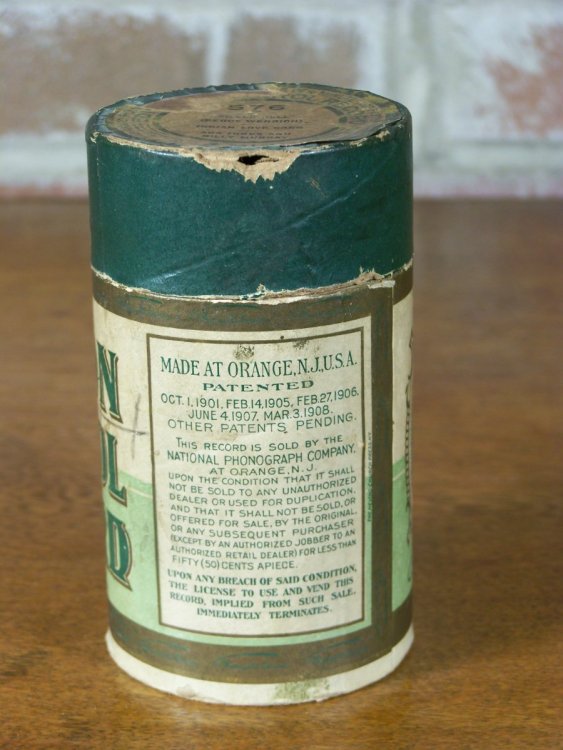 576
INDIAN LOVE SONG
N
OL
D
MADE AT ORANGE, N.J., U.S.A.
PATENTED
OCT. 1, 1901, FEB. 14, 1905, FEB. 27, 1906.
JUNE 4, 1907, MAR. 3, 1908.
OTHER PATENTS PENDING.
THIS RECORD IS SOLD BY THE
NATIONAL PHONOGRAPH COMPANY,
AT ORANGE, N.J.
UPON THE CONDITION THAT IT SHALL
NOT BE SOLD TO ANY UNAUTHORIZED
DEALER OR USED FOR DUPLICATION,
AND THAT IT SHALL NOT BE SOLD, OR
OFFERED FOR SALE, BY THE ORIGINAL,
OR ANY SUBSEQUENT PURCHASER
(EXCEPT BY AN AUTHORIZED JOBBER TO AN
AUTHORIZED RETAIL DEALER) FOR LESS THAN
FIFTY (50) CENTS APIECE.
UPON ANY BREACH OF SAID CONDITION,
THE LICENSE TO USE AND VEND THIS
RECORD, IMPLIED FROM SUCH SALE,
IMMEDIATELY TERMINATES.